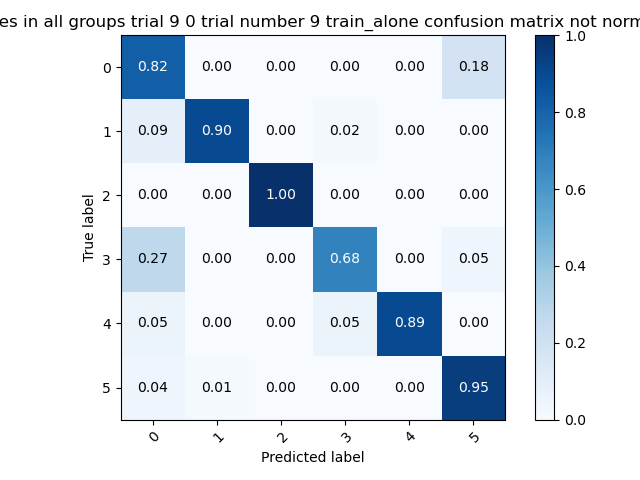 es in all groups trial 9 0 trial number 9 train_alone confusion matrix not norm
True label
0 0.82 0.00 0.00 0.00 0.00 0.18
1 0.09 0.90 0.00 0.02 0.00 0.00
2 0.00 0.00 1.00 0.00 0.00 0.00
3 0.27 0.00 0.00 0.68 0.00 0.05
4 0.05 0.00 0.00 0.05 0.89 0.00
5 0.04 0.01 0.00 0.00 0.00 0.95
0 1 2 3 4 5
Predicted label
1.0
0.8
0.6
0.4
0.2
0.0